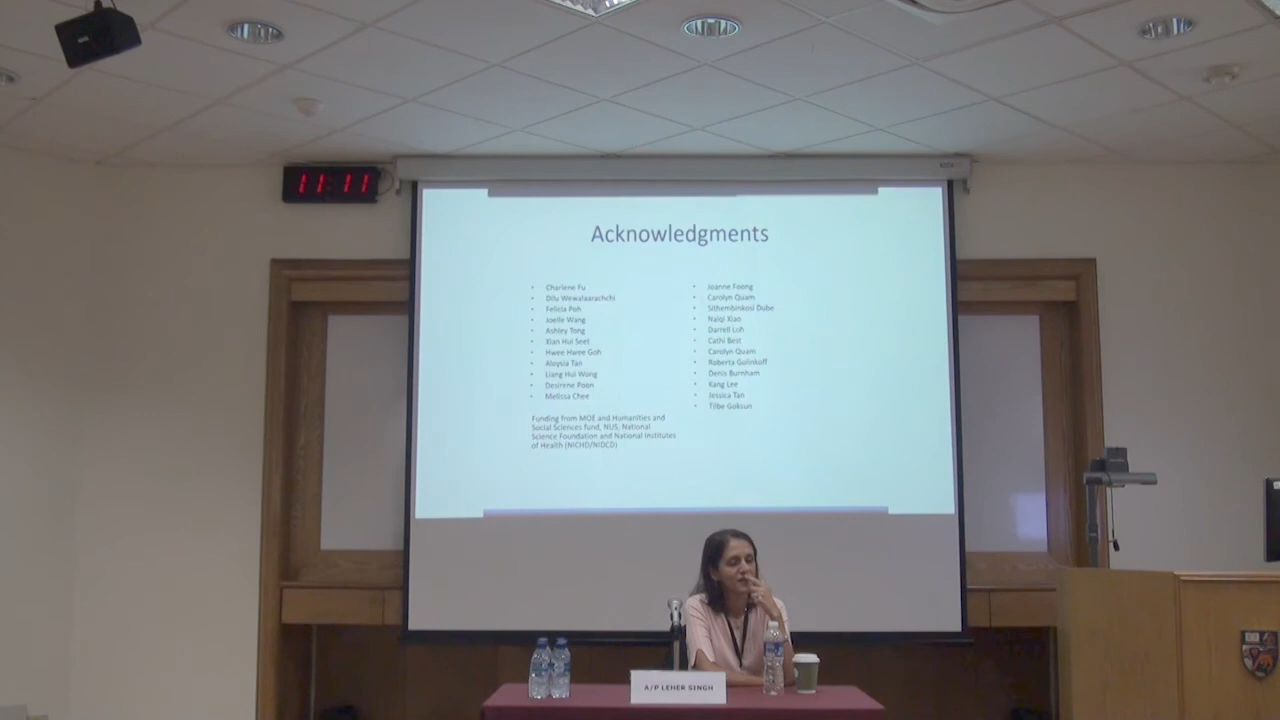 11:11
Acknowledgments
• Charlene Fu
• Dilu Wewalaarachchi
• Felicia Poh
• Joelle Wang
• Ashley Tong
• Xian Hui Seet
• Hwee Hwee Goh
• Aloysia Tan
• Liang Hui Wong
• Desirene Poon
• Melissa Chee
Funding from MOE and Humanities and
Social Sciences fund, NUS, National
Science Foundation and National Institutes
of Health (NICHD/NIDCD)
• Joanne Foong
• Carolyn Quam
• Sithembinkosi Dube
• Naiqi Xiao
• Darrell Loh
• Cathi Best
• Carolyn Quam
• Roberta Golinkoff
• Denis Burnham
• Kang Lee
• Jessica Tan
• Tilbe Goksun
A/P LEHER SINGH